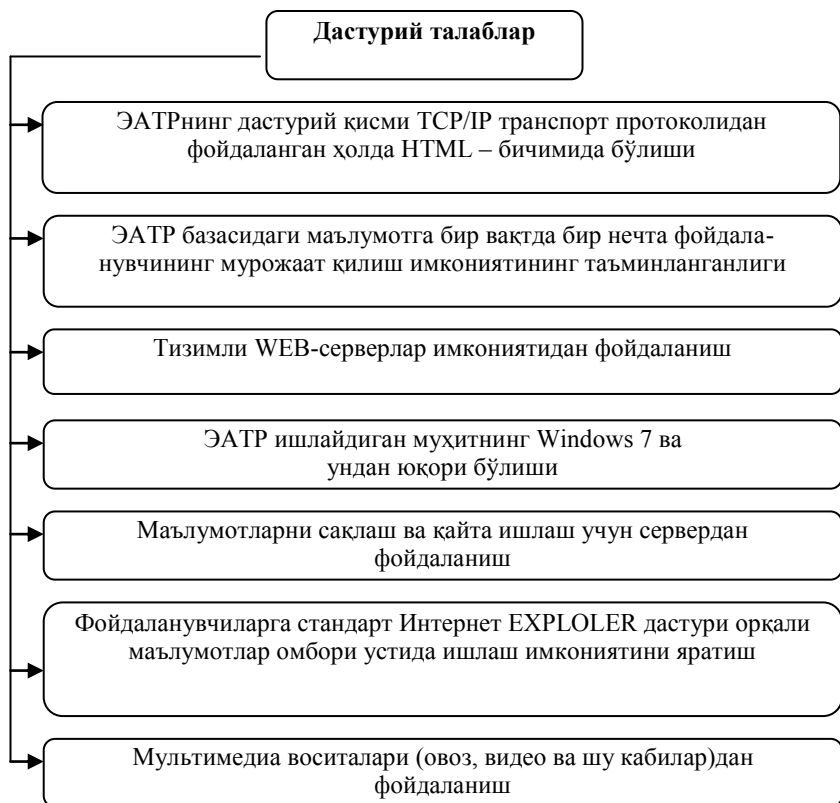 Дастурий талаблар
ЭАТРнинг дастурий қисми TCP/IP транспорт протоколидан
фойдаланган ҳолда HTML – бичимида бўлиши
ЭАТР базасидаги маълумотга бир вақтда бир нечта фойдала-
нувчининг мурожаат қилиш имкониятининг таъминланганлиги
Тизимли WEB-серверлар имкониятидан фойдаланиш
ЭАТР ишлайдиган муҳитнинг Windows 7 ва
ундан юқори бўлиши
Маълумотларни сақлаш ва қайта ишлаш учун сервердан
фойдаланиш
Фойдаланувчиларга стандарт Интернет EXPLOLER дастури орқали
маълумотлар омбори устида ишлаш имкониятини яратиш
Мультимедиа воситалари (овоз, видео ва шу кабилар)дан
фойдаланиш